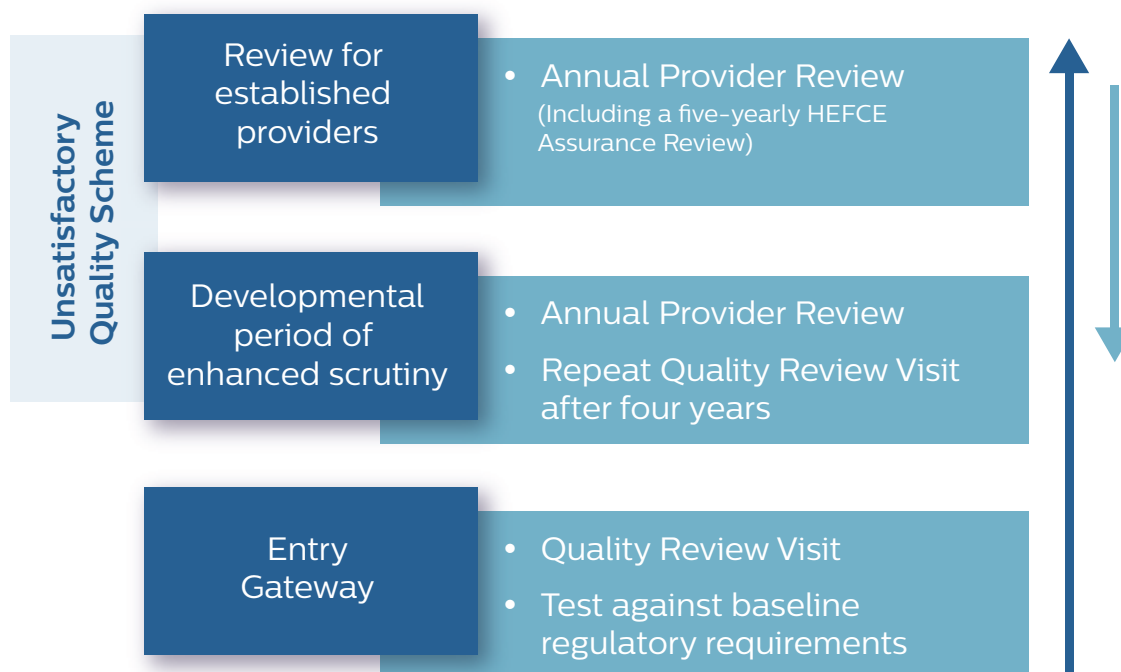 Unsatisfactory
Quality Scheme
Review for
established
providers
• Annual Provider Review
(Including a five-yearly HEFCE
Assurance Review)
Developmental
period of
enhanced scrutiny
• Annual Provider Review
• Repeat Quality Review Visit
after four years
Entry
Gateway
• Quality Review Visit
• Test against baseline
regulatory requirements